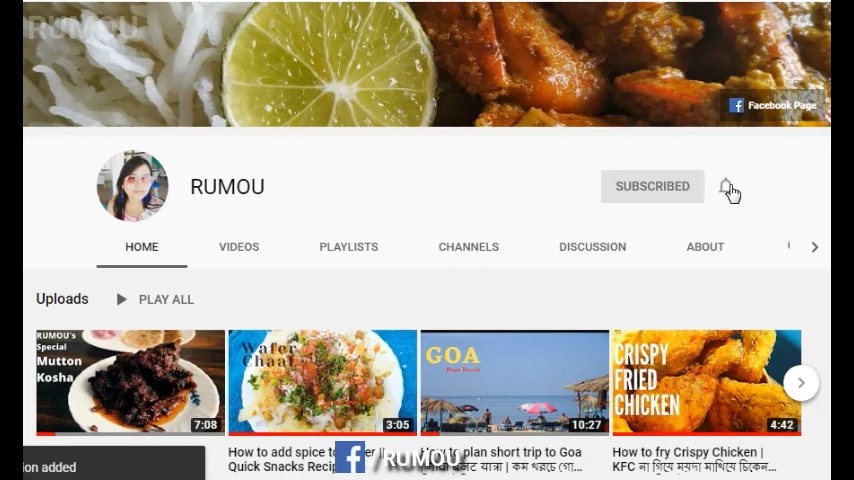 RUMOU
Facebook Page
RUMOU
SUBSCRIBED
HOME
VIDEOS
PLAYLISTS
CHANNELS
DISCUSSION
ABOUT
Uploads
PLAY ALL
RUMOU's
Special
Mutton
Kosha
7:08
Wafer
Chaat
3:05
GOA
10:27
CRISPY
FRIED
CHICKEN
4:42
ion added
How to add spice to
Quick Snacks Recip
How to plan short trip to Goa
যাত্রা | কম খরচে গো...
How to fry Crispy Chicken |
KFC না গিয়ে ময়দা মাখিয়ে চিকেন...
/ RUMOU